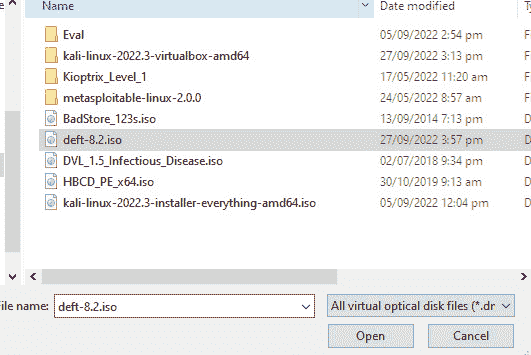 Name Date modified Ty
Eval 05/09/2022 2:54 pm F
kali-linux-2022.3-virtualbox-amd64 27/09/2022 3:13 pm F
Kioptrix_Level_1 17/05/2022 11:20 am F
metasploitable-linux-2.0.0 24/05/2022 8:57 am F
BadStore_123s.iso 13/09/2014 7:13 pm D
deft-8.2.iso 27/09/2022 3:57 pm D
DVL_1.5_Infectious_Disease.iso 02/07/2018 9:34 pm D
HBCD_PE_x64.iso 30/10/2019 9:13 am D
kali-linux-2022.3-installer-everything-amd64.iso 05/09/2022 12:04 pm D
File name: deft-8.2.iso All virtual optical disk files (*.dr
Open Cancel